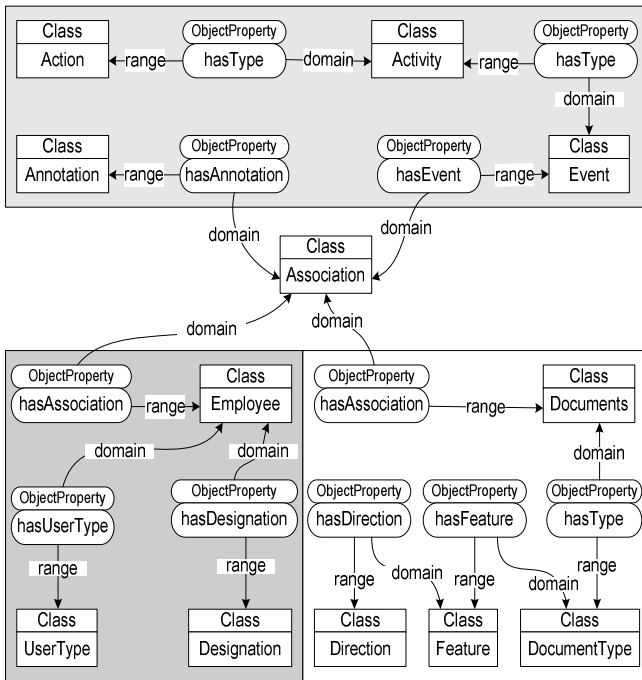 Class
Action
range
ObjectProperty
hasType
domain
Class
Activity
range
ObjectProperty
hasType
domain
Class
Annotation
range
ObjectProperty
hasAnnotation
ObjectProperty
hasEvent
range
Class
Event
domain
domain
Class
Association
domain
domain
ObjectProperty
hasAssociation
range
Class
Employee
domain
domain
ObjectProperty
hasUserType
ObjectProperty
hasDesignation
range
range
Class
UserType
Class
Designation
ObjectProperty
hasAssociation
range
Class
Documents
domain
ObjectProperty
hasDirection
ObjectProperty
hasFeature
ObjectProperty
hasType
range
domain
range
domain
range
Class
Direction
Class
Feature
Class
DocumentType